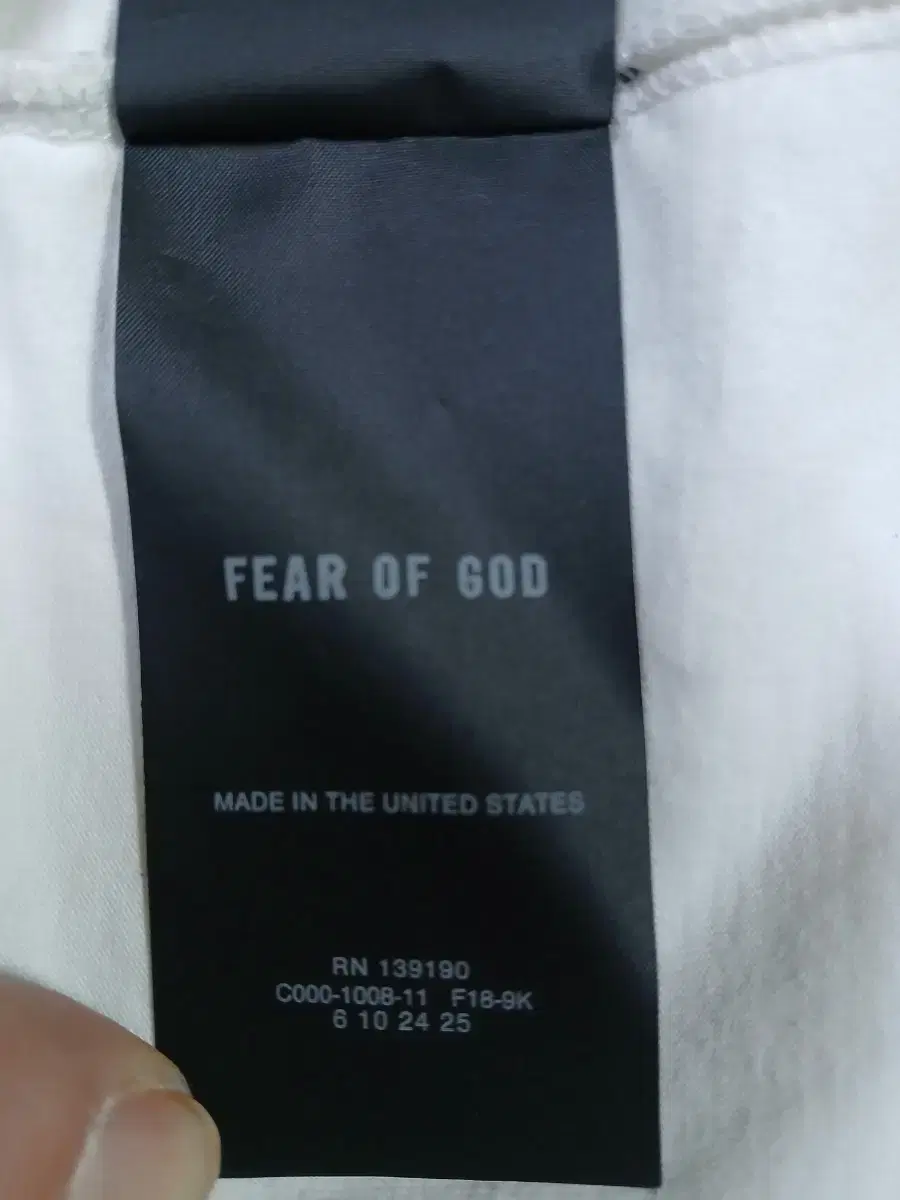 FEAR OF GOD
MADE IN THE UNITED STATES
RN 139190
C000-1008-11 F18-9K
6 10 24 25